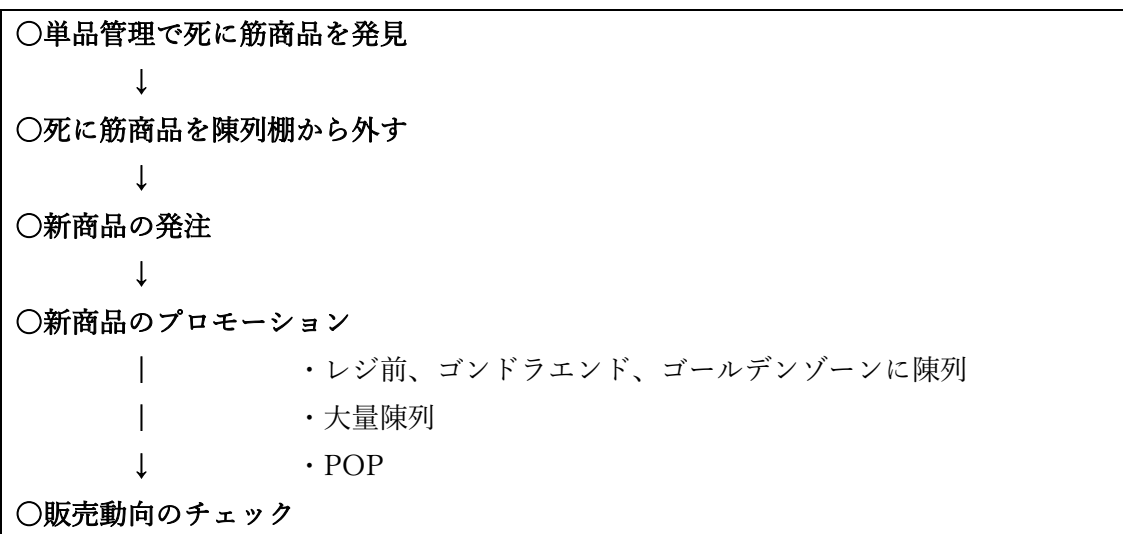 ○単品管理で死に筋商品を発見
↓
○死に筋商品を陳列棚から外す
↓
○新商品の発注
↓
○新商品のプロモーション
｜　・レジ前、ゴンドラエンド、ゴールデンゾーンに陳列
｜　・大量陳列
↓　・POP
○販売動向のチェック